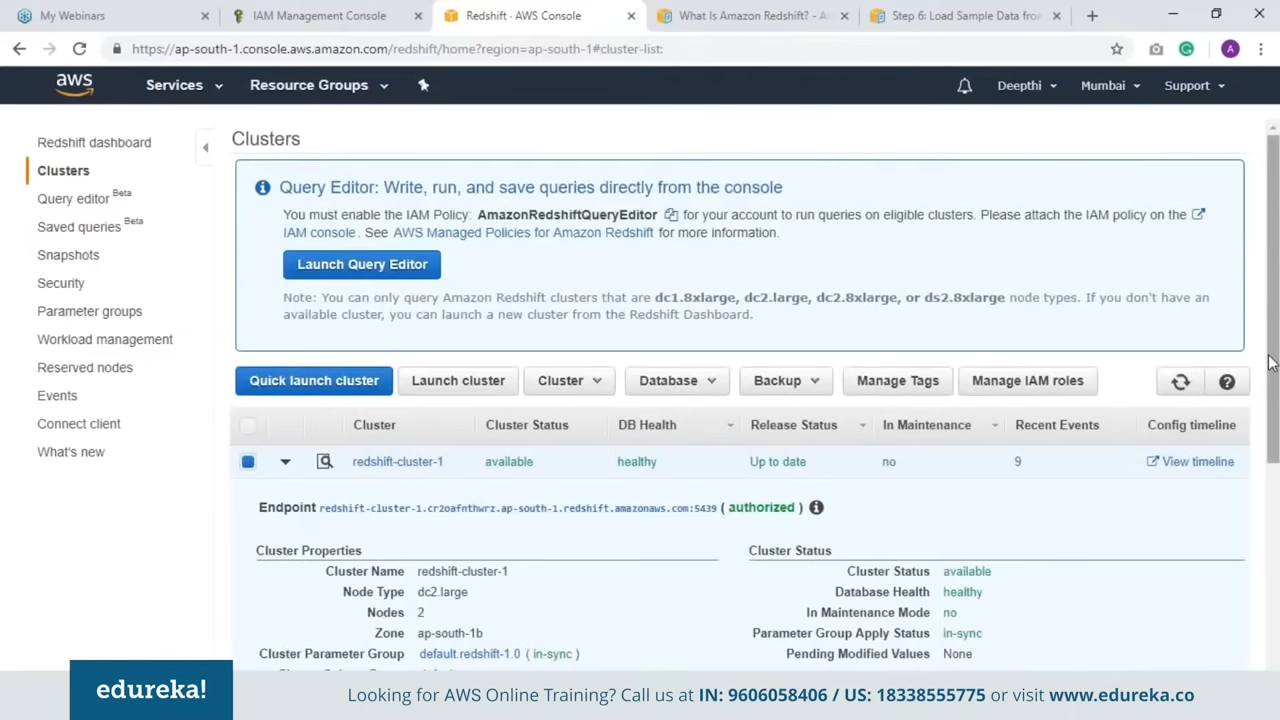 My Webinars
IAM Management Console
Redshift · AWS Console
What Is Amazon Redshift? - A
Step 6: Load Sample Data from
https://ap-south-1.console.aws.amazon.com/redshift/home?region=ap-south-1#cluster-list:
A
aws
Services
Resource Groups
Deepthi
Mumbai
Support
Redshift dashboard
Clusters
Query editor Beta
Saved queries Beta
Snapshots
Security
Parameter groups
Workload management
Reserved nodes
Events
Connect client
What's new
Clusters
Query Editor: Write, run, and save queries directly from the console
You must enable the IAM Policy: AmazonRedshiftQueryEditor for your account to run queries on eligible clusters. Please attach the IAM policy on the
IAM console. See AWS Managed Policies for Amazon Redshift for more information.
Launch Query Editor
Note: You can only query Amazon Redshift clusters that are dc1.8xlarge, dc2.large, dc2.8xlarge, or ds2.8xlarge node types. If you don't have an
available cluster, you can launch a new cluster from the Redshift Dashboard.
Quick launch cluster
Launch cluster
Cluster
Database
Backup
Manage Tags
Manage IAM roles
Cluster Cluster Status DB Health Release Status In Maintenance Recent Events Config timeline
redshift-cluster-1 available healthy Up to date no 9 View timeline
Endpoint redshift-cluster-1.cr2oafnthwrz.ap-south-1.redshift.amazonaws.com:5439 ( authorized )
Cluster Properties
Cluster Name redshift-cluster-1
Node Type dc2.large
Nodes 2
Zone ap-south-1b
Cluster Parameter Group default.redshift-1.0 ( in-sync )
Cluster Status
Cluster Status available
Database Health healthy
In Maintenance Mode no
Parameter Group Apply Status in-sync
Pending Modified Values None
edureka!
Looking for AWS Online Training? Call us at IN: 9606058406 / US: 18338555775 or visit www.edureka.co